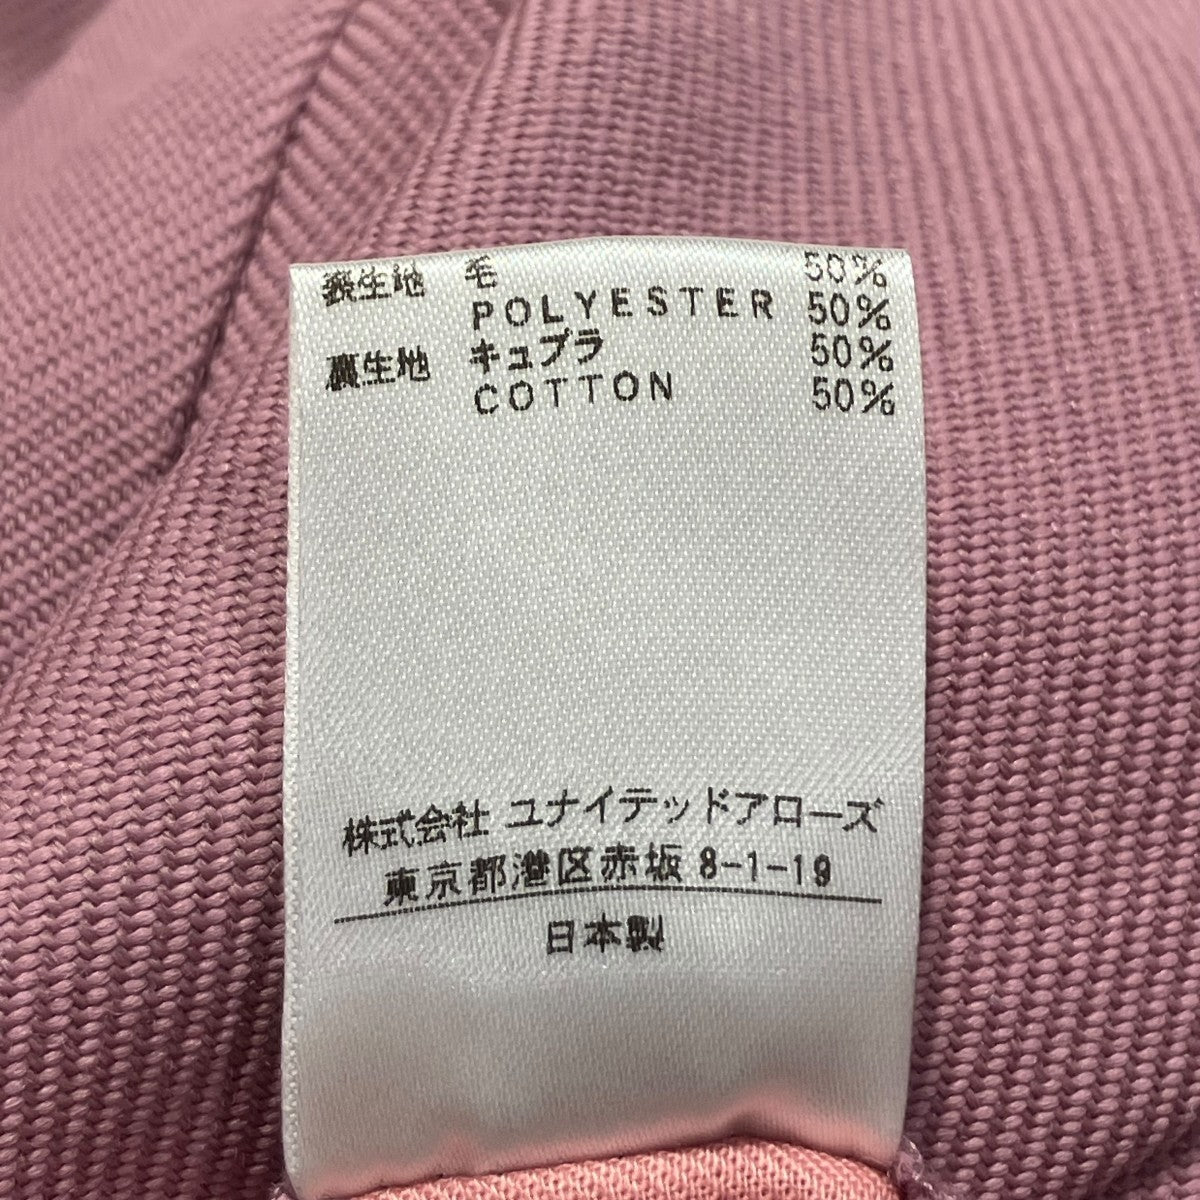 表生地 毛 50%
POLYESTER 50%
裏生地 キュプラ 50%
COTTON 50%
株式会社 ユナイテッドアローズ
東京都港区赤坂 8-1-19
日本製